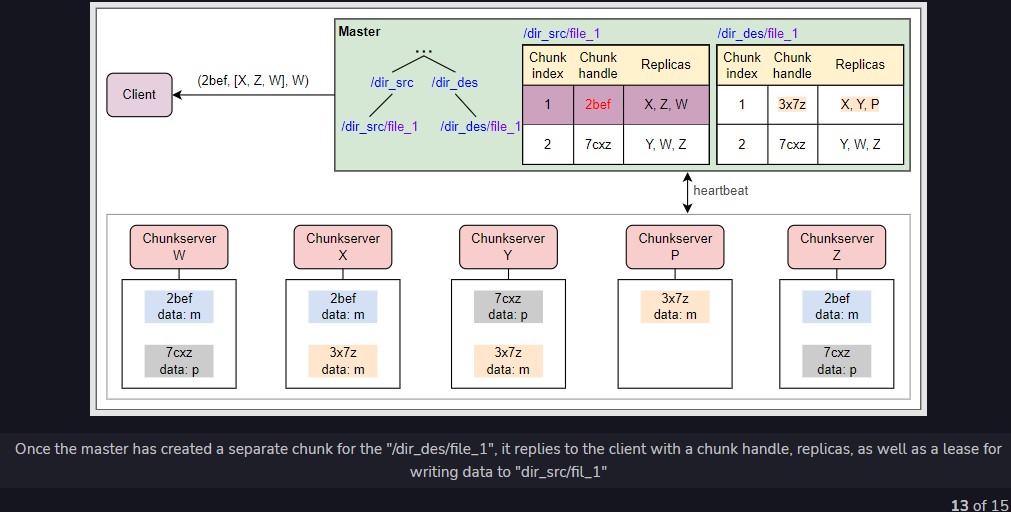 Master
...
/dir_src /dir_des
/dir_src/file_1 /dir_des/file_1
Client
(2bef, [X, Z, W], W)
/dir_src/file_1
Chunk index Chunk handle Replicas
1 2bef X, Z, W
2 7cxz Y, W, Z
/dir_des/file_1
Chunk index Chunk handle Replicas
1 3x7z X, Y, P
2 7cxz Y, W, Z
heartbeat
Chunkserver
W
2bef
data: m
7cxz
data: p
Chunkserver
X
2bef
data: m
3x7z
data: m
Chunkserver
Y
7cxz
data: p
3x7z
data: m
Chunkserver
P
3x7z
data: m
Chunkserver
Z
2bef
data: m
7cxz
data: p
Once the master has created a separate chunk for the "/dir_des/file_1", it replies to the client with a chunk handle, replicas, as well as a lease for
writing data to "dir_src/fil_1"
13 of 15